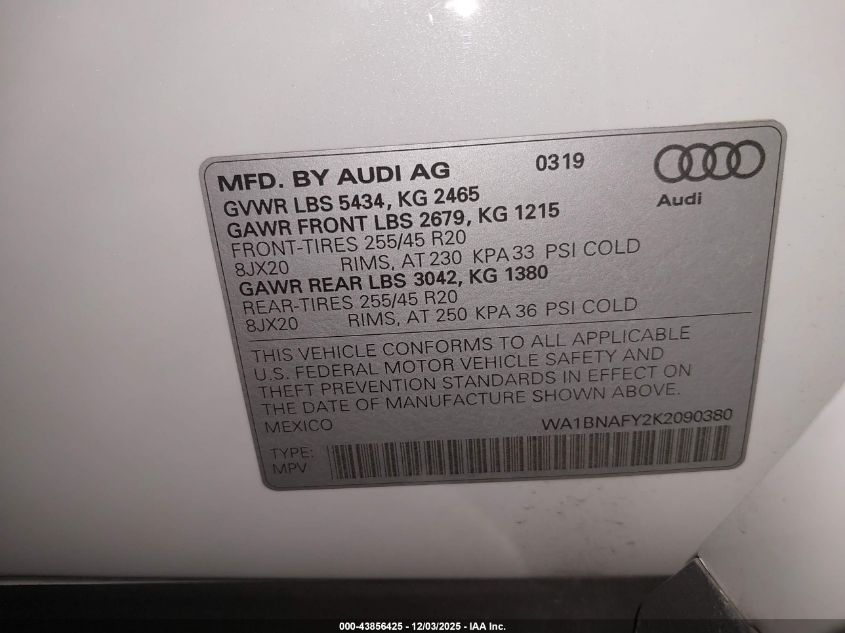 MFD. BY AUDI AG 0319
Audi
GVWR LBS 5434, KG 2465
GAWR FRONT LBS 2679, KG 1215
FRONT-TIRES 255/45 R20
8JX20 RIMS, AT 230 KPA 33 PSI COLD
GAWR REAR LBS 3042, KG 1380
REAR-TIRES 255/45 R20
8JX20 RIMS, AT 250 KPA 36 PSI COLD
THIS VEHICLE CONFORMS TO ALL APPLICABLE
U.S. FEDERAL MOTOR VEHICLE SAFETY AND
THEFT PREVENTION STANDARDS IN EFFECT ON
THE DATE OF MANUFACTURE SHOWN ABOVE.
MEXICO WA1BNAFY2K2090380
TYPE:
MPV
000-43856425 - 12/03/2025 - IAA Inc.